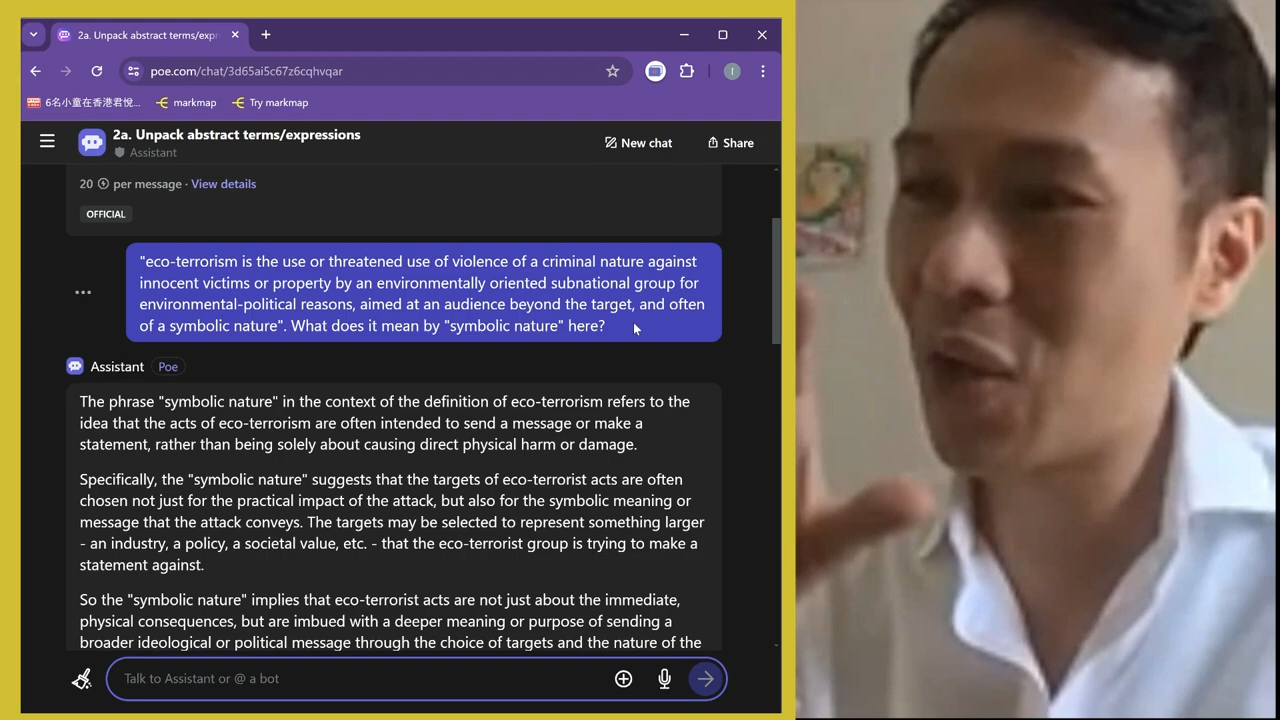 2a. Unpack abstract terms/expr
poe.com/chat/3d65ai5c67z6cqhvqar
6名小童在香港君悅...
markmap
Try markmap
2a. Unpack abstract terms/expressions
Assistant
New chat
Share
20 per message · View details
OFFICIAL
"eco-terrorism is the use or threatened use of violence of a criminal nature against
innocent victims or property by an environmentally oriented subnational group for
environmental-political reasons, aimed at an audience beyond the target, and often
of a symbolic nature". What does it mean by "symbolic nature" here?
Assistant Poe
The phrase "symbolic nature" in the context of the definition of eco-terrorism refers to the
idea that the acts of eco-terrorism are often intended to send a message or make a
statement, rather than being solely about causing direct physical harm or damage.
Specifically, the "symbolic nature" suggests that the targets of eco-terrorist acts are often
chosen not just for the practical impact of the attack, but also for the symbolic meaning or
message that the attack conveys. The targets may be selected to represent something larger
- an industry, a policy, a societal value, etc. - that the eco-terrorist group is trying to make a
statement against.
So the "symbolic nature" implies that eco-terrorist acts are not just about the immediate,
physical consequences, but are imbued with a deeper meaning or purpose of sending a
broader ideological or political message through the choice of targets and the nature of the
Talk to Assistant or @ a bot